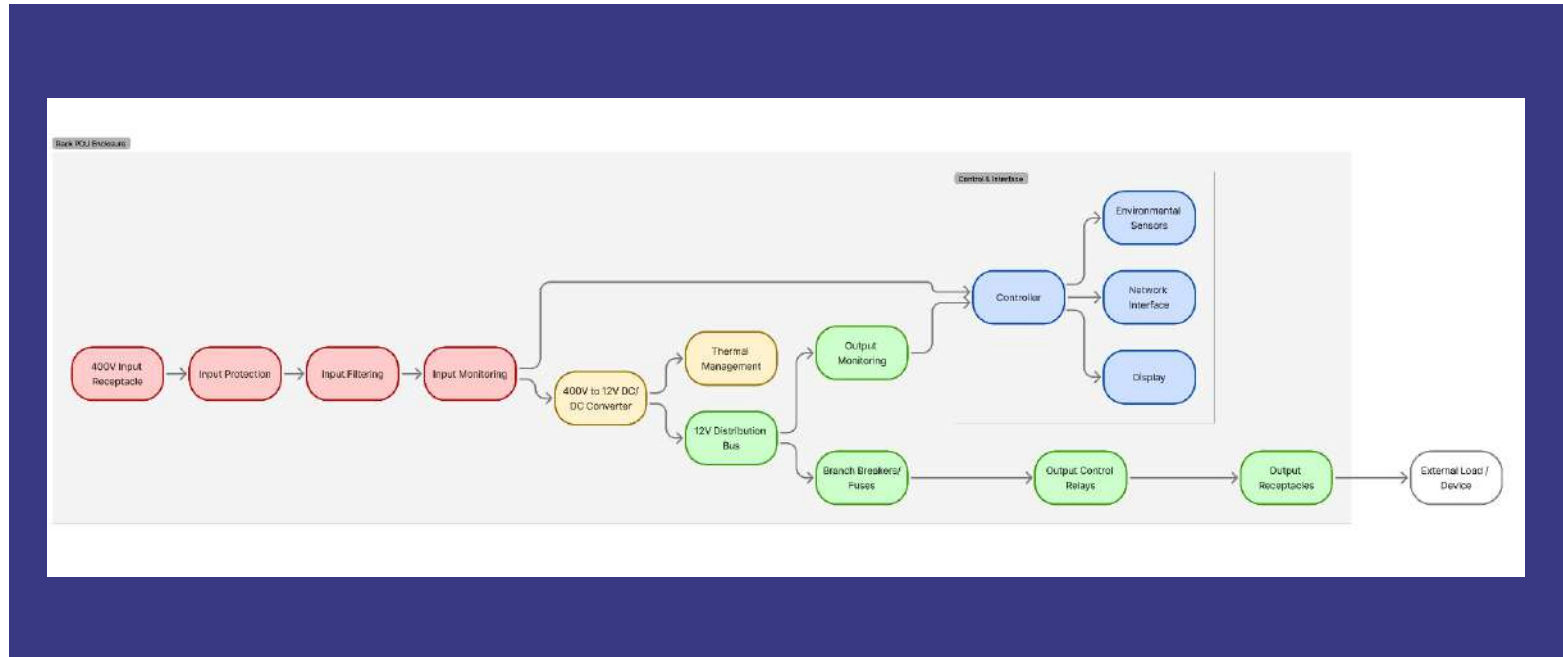 Rack PDU Enclosure
Control & Interface
Environmental
Sensors
Controller
Network
Interface
Display
400V Input
Receptacle
Input Protection
Input Filtering
Input Monitoring
400V to 12V DC/
DC Converter
Thermal
Management
12V Distribution
Bus
Output
Monitoring
Branch Breakers/
Fuses
Output Control
Relays
Output
Receptacles
External Load /
Device